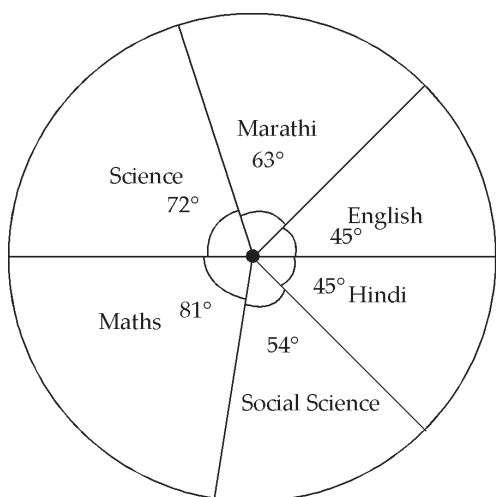 Marathi
63°
Science
72°
English
45°
45° Hindi
Maths 81°
54°
Social Science